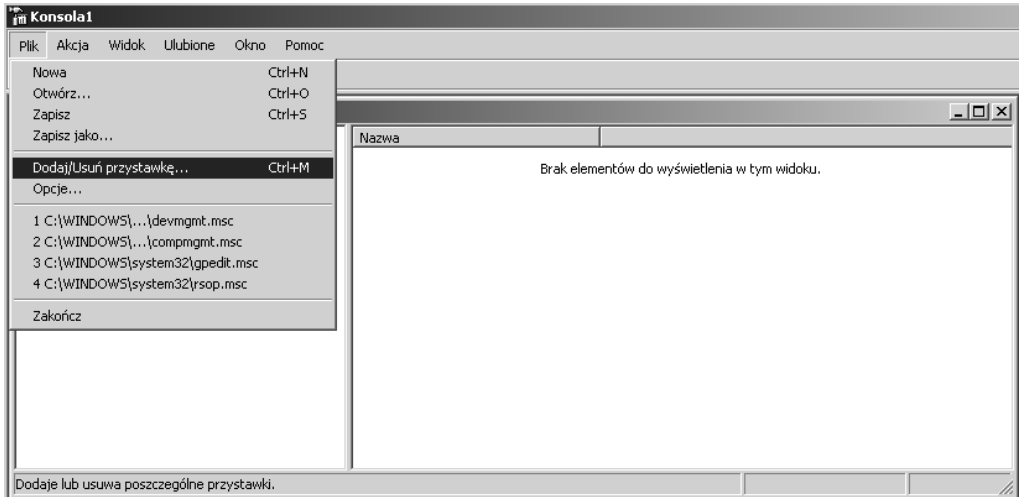 Konsola1
Plik Akcja Widok Ulubione Okno Pomoc
Nowa Ctrl+N
Otwórz... Ctrl+O
Zapisz Ctrl+S
Zapisz jako...
Dodaj/Usuń przystawkę... Ctrl+M
Opcje...
1 C:\WINDOWS\...\devmgmt.msc
2 C:\WINDOWS\...\compmgmt.msc
3 C:\WINDOWS\system32\gpedit.msc
4 C:\WINDOWS\system32\rsop.msc
Zakończ
Nazwa
Brak elementów do wyświetlenia w tym widoku.
Dodaje lub usuwa poszczególne przystawki.